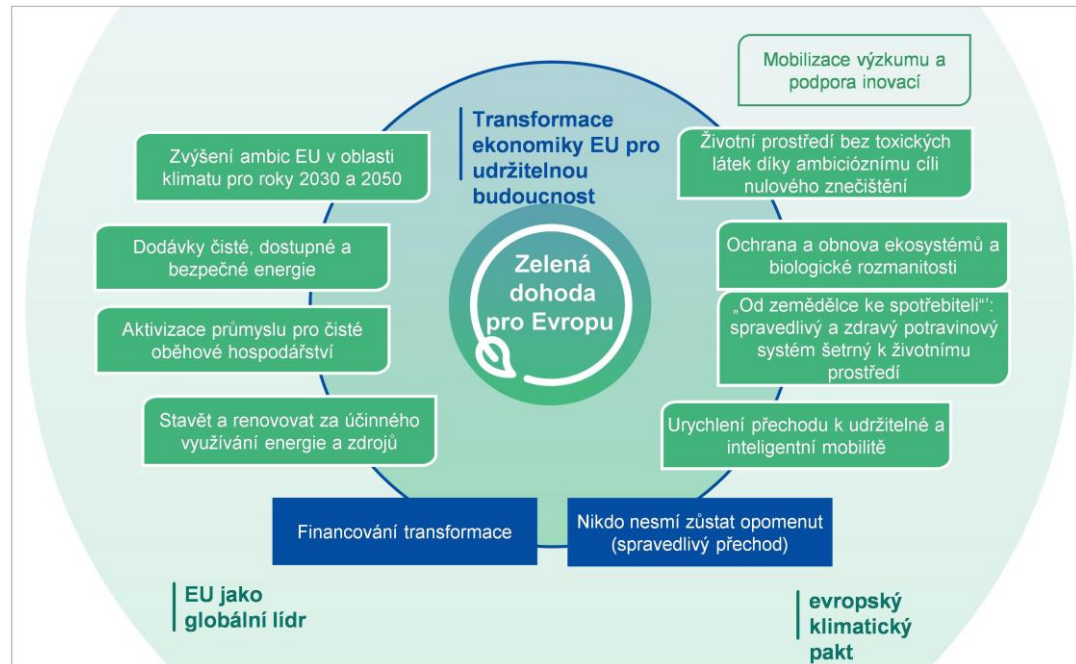 Mobilizace výzkumu a
podpora inovací
Transformace
ekonomiky EU pro
udržitelnou
budoucnost
Zvýšení ambic EU v oblasti
klimatu pro roky 2030 a 2050
Životní prostředí bez toxických
látek díky ambicióznímu cíli
nulového znečištění
Dodávky čisté, dostupné a
bezpečné energie
Ochrana a obnova ekosystémů a
biologické rozmanitosti
Zelená
dohoda
pro Evropu
Aktivizace průmyslu pro čisté
oběhové hospodářství
„Od zemědělce ke spotřebiteli“':
spravedlivý a zdravý potravinový
systém šetrný k životnímu
prostředí
Stavět a renovovat za účinného
využívání energie a zdrojů
Urychlení přechodu k udržitelné a
inteligentní mobilitě
Financování transformace
Nikdo nesmí zůstat opomenut
(spravedlivý přechod)
EU jako
globální lídr
evropský
klimatický
pakt